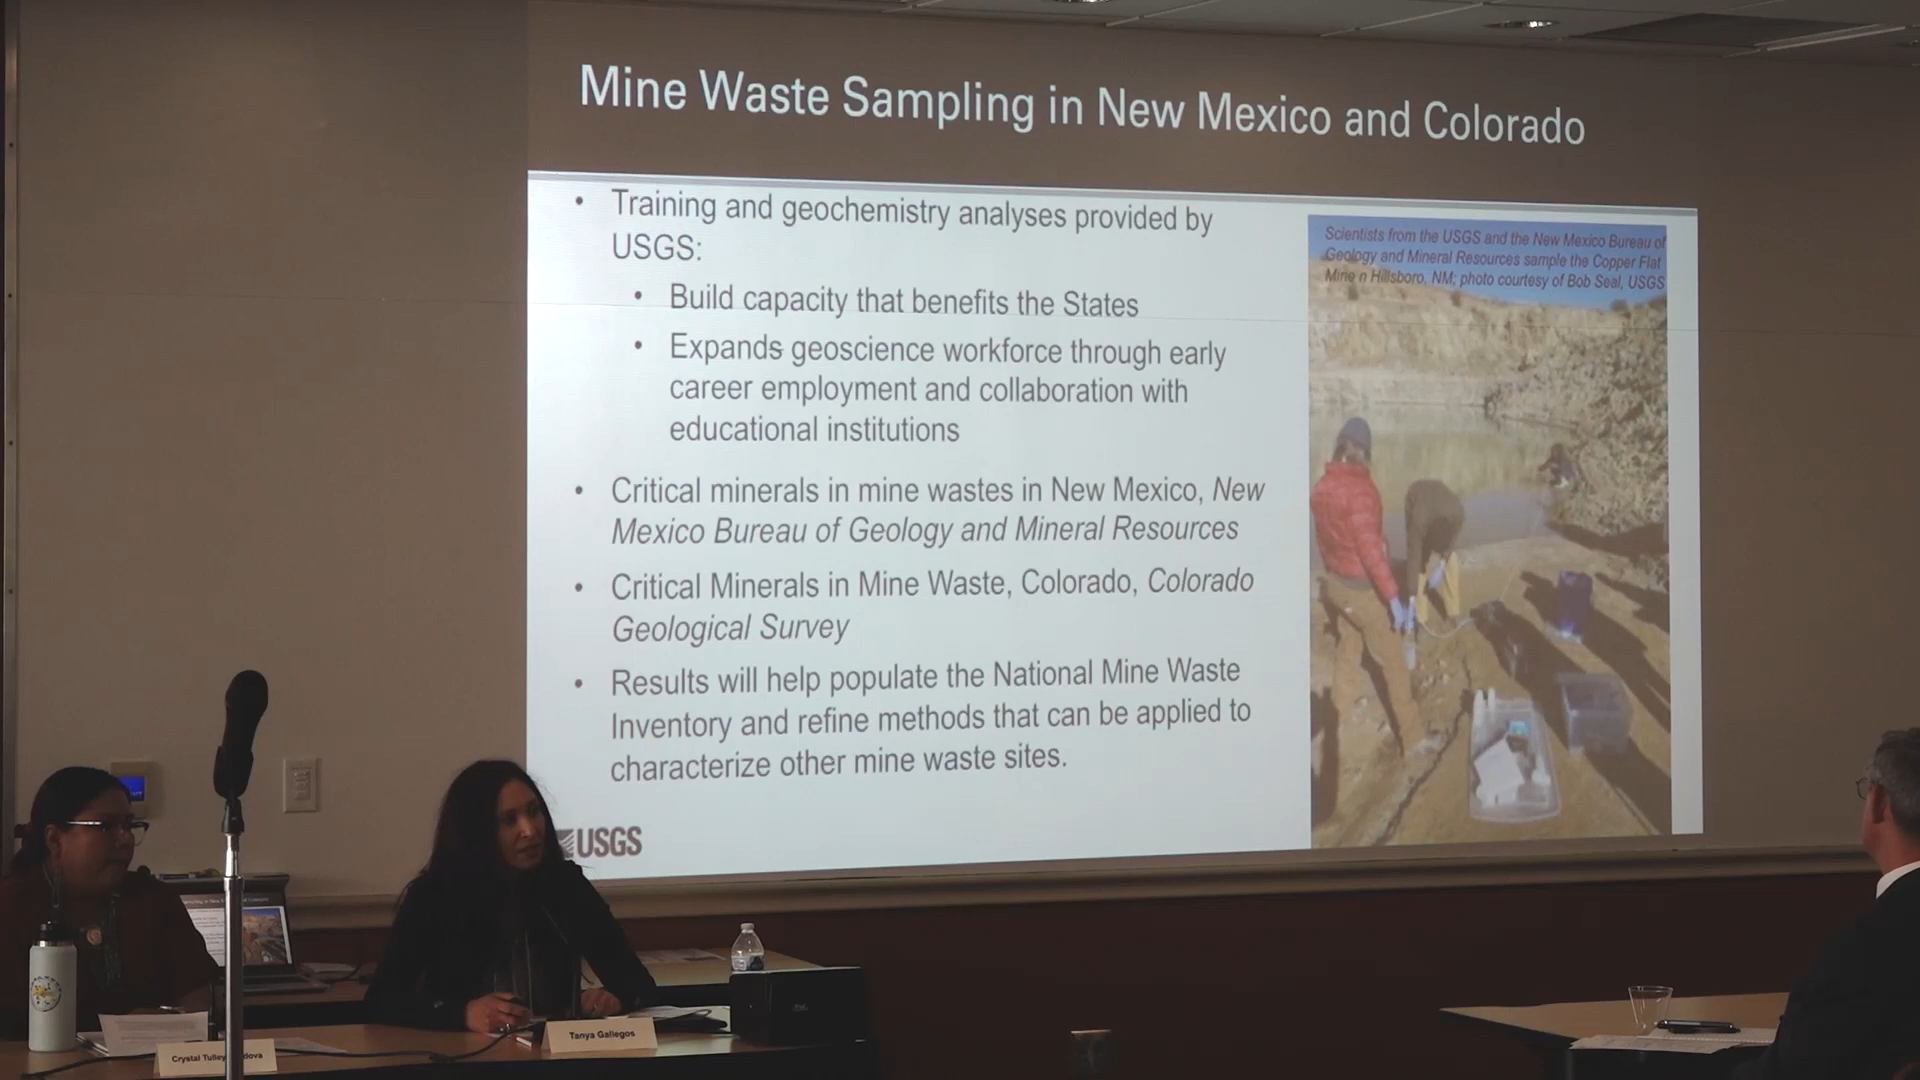 Mine Waste Sampling in New Mexico and Colorado
• Training and geochemistry analyses provided by
USGS:
• Build capacity that benefits the States
• Expands geoscience workforce through early
career employment and collaboration with
educational institutions
• Critical minerals in mine wastes in New Mexico, New
Mexico Bureau of Geology and Mineral Resources
• Critical Minerals in Mine Waste, Colorado, Colorado
Geological Survey
• Results will help populate the National Mine Waste
Inventory and refine methods that can be applied to
characterize other mine waste sites.
USGS
Scientists from the USGS and the New Mexico Bureau of
Geology and Mineral Resources sample the Copper Flat
Mine n Hillsboro, NM; photo courtesy of Bob Seal, USGS
Tanya Gallegos
Crystal Tulley